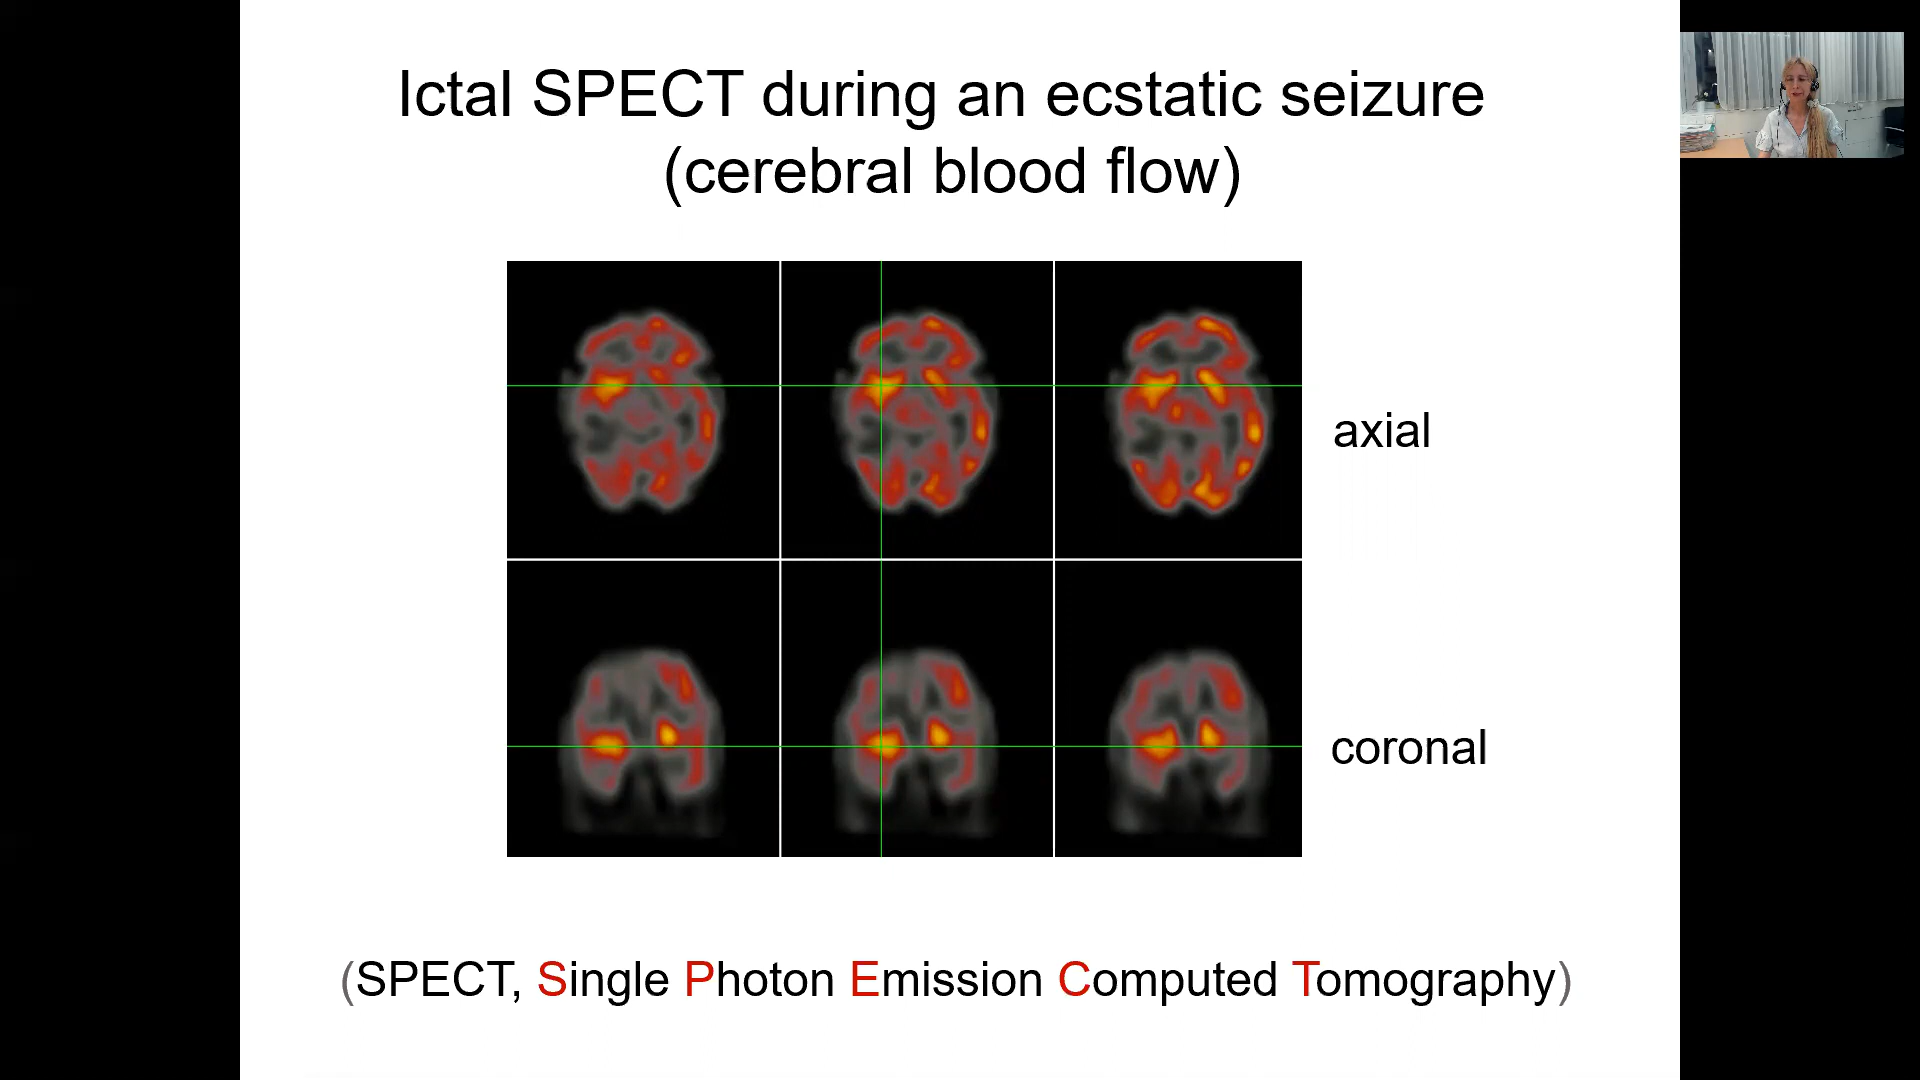 Ictal SPECT during an ecstatic seizure
(cerebral blood flow)
axial
coronal
(SPECT, Single Photon Emission Computed Tomography)